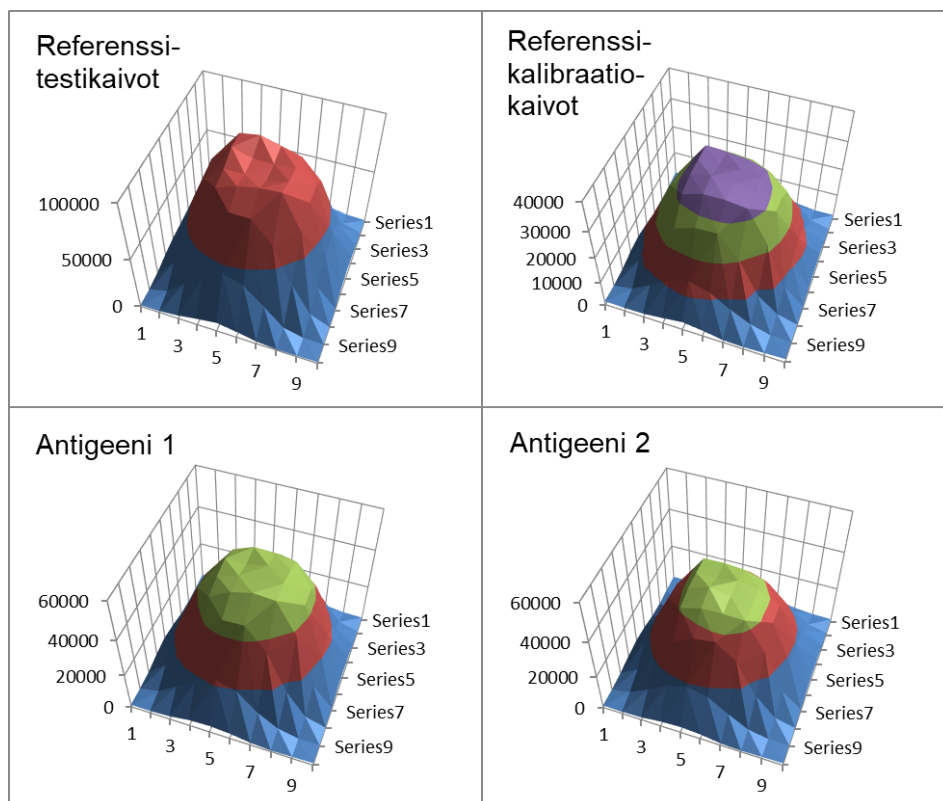 Referenssi-
testikaivot
100000
50000
0
1
3
5
7
9
Series1
Series3
Series5
Series7
Series9
Referenssi-
kalibraatio-
kaivot
40000
30000
20000
10000
0
1
3
5
7
9
Series1
Series3
Series5
Series7
Series9
Antigeeni 1
60000
40000
20000
0
1
3
5
7
9
Series1
Series3
Series5
Series7
Series9
Antigeeni 2
60000
40000
20000
0
1
3
5
7
9
Series1
Series3
Series5
Series7
Series9